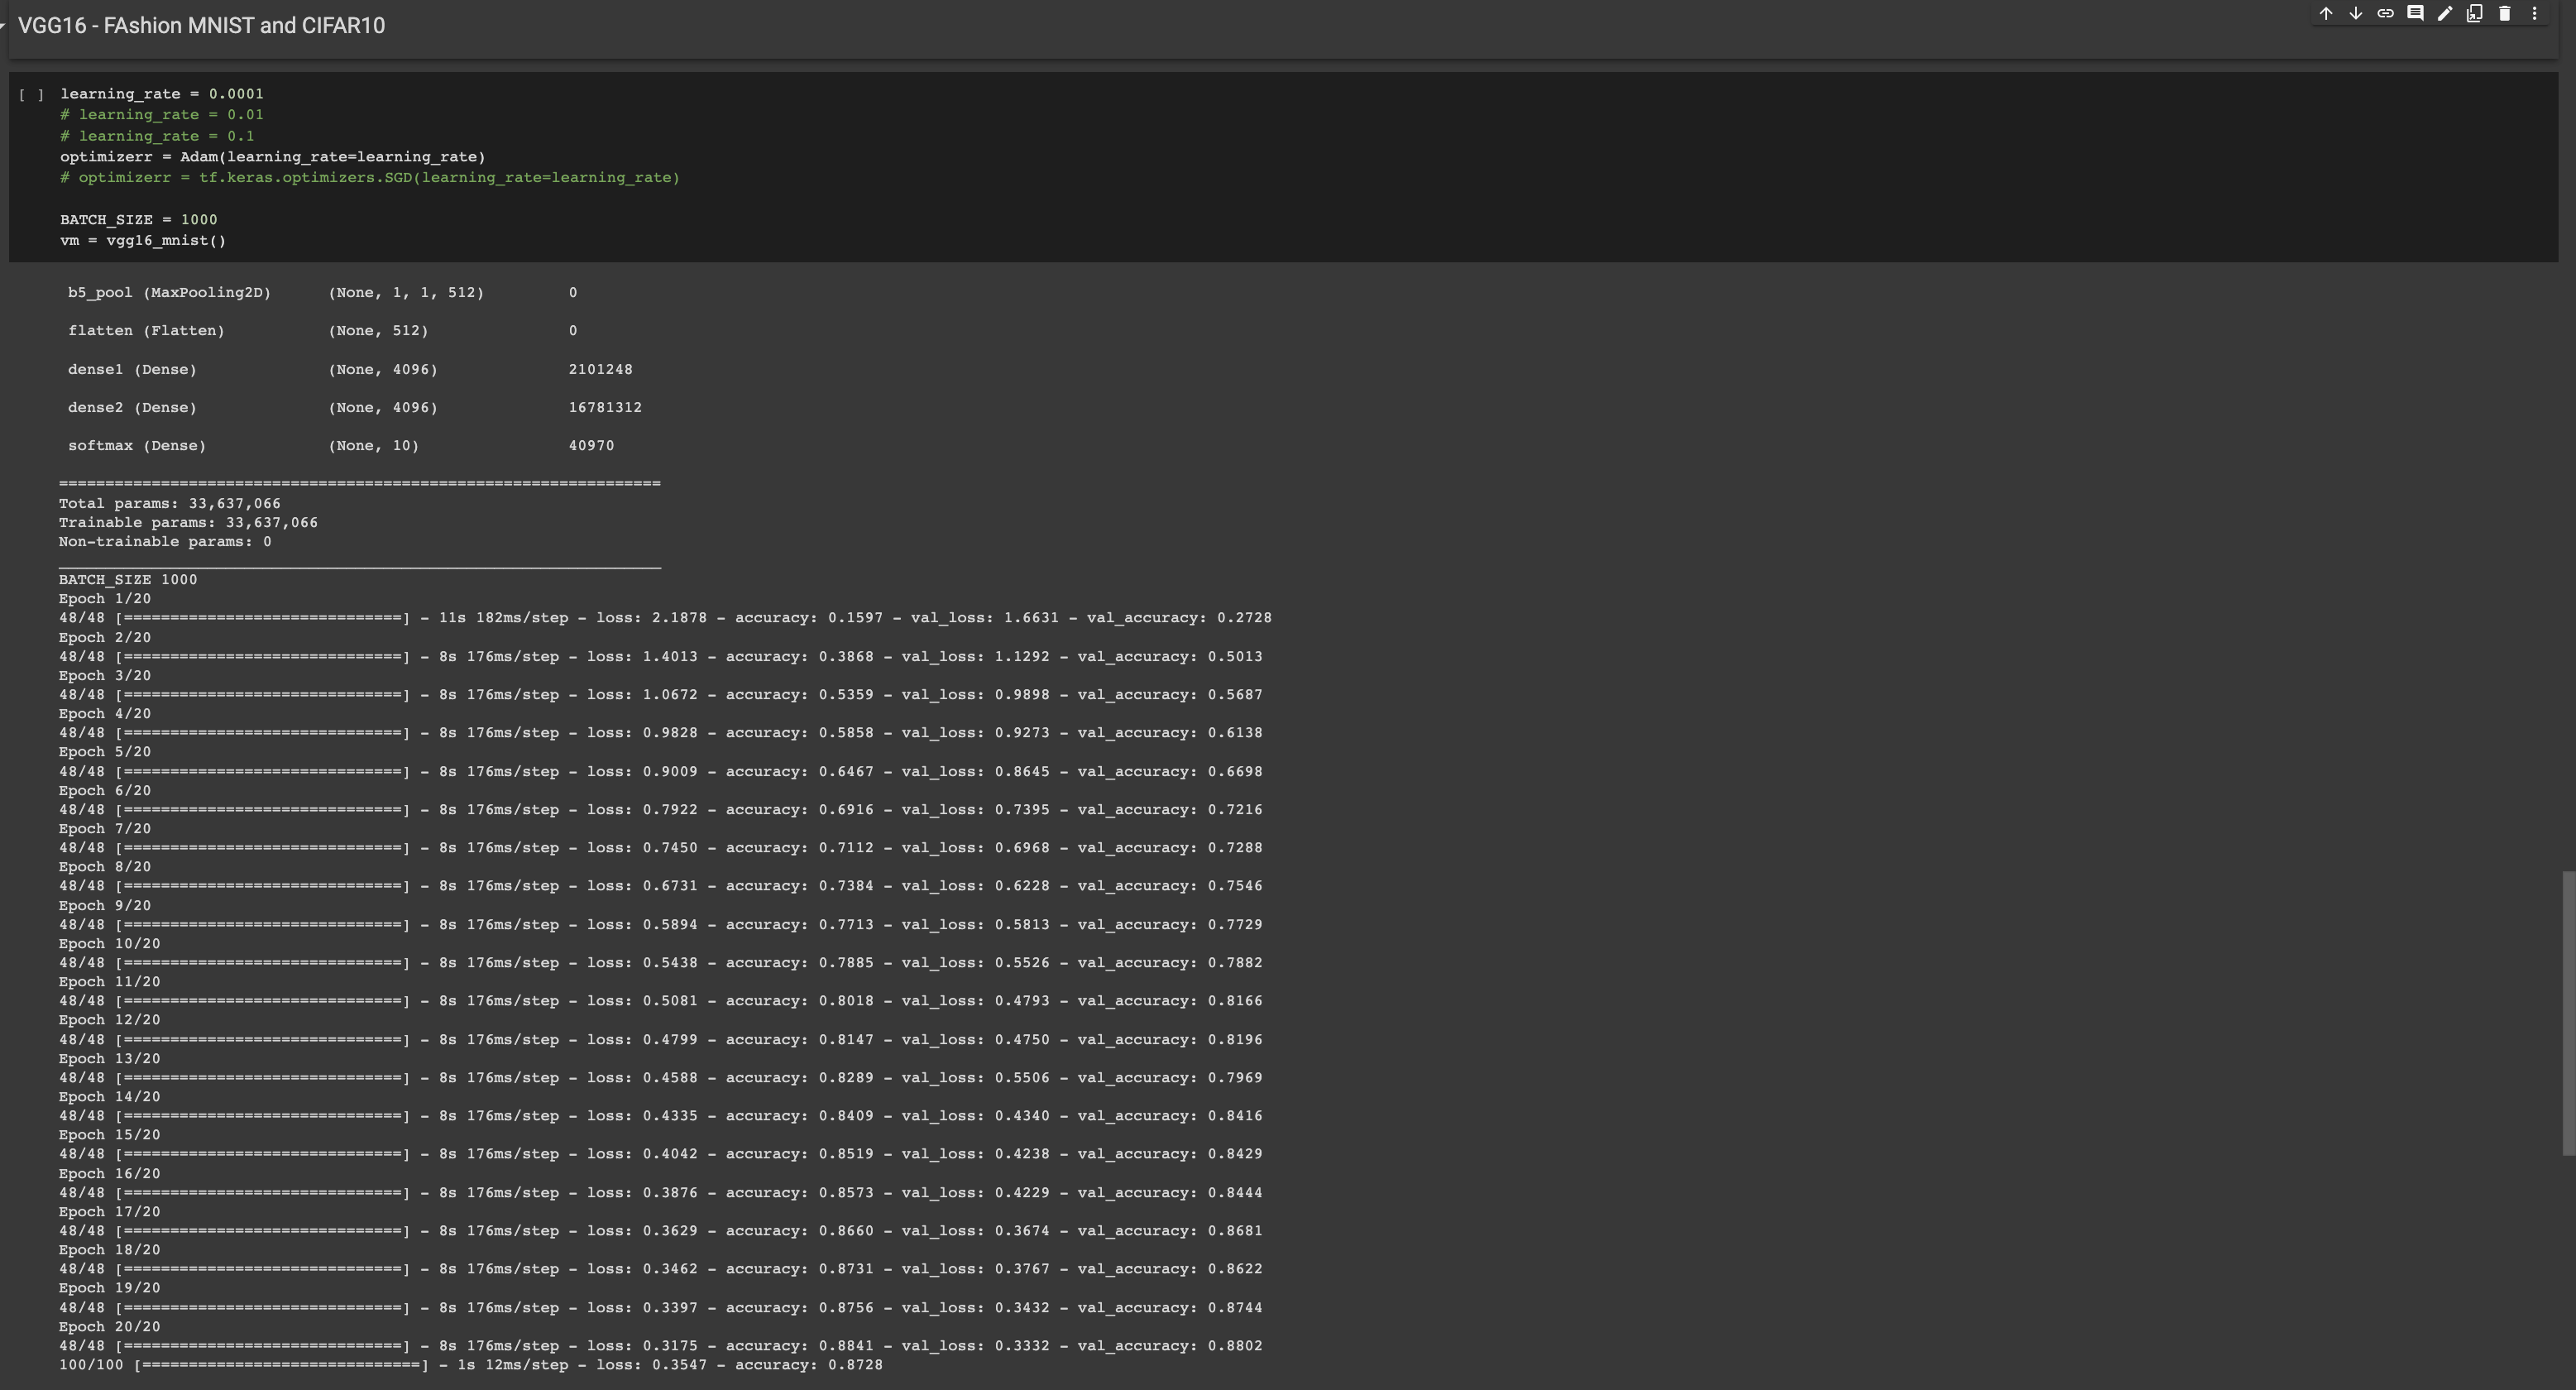 VGG16 - FAshion MNIST and CIFAR10
[ ] learning_rate = 0.0001
# learning_rate = 0.01
# learning_rate = 0.1
optimizerr = Adam(learning_rate=learning_rate)
# optimizerr = tf.keras.optimizers.SGD(learning_rate=learning_rate)
BATCH_SIZE = 1000
vm = vgg16_mnist()
b5_pool (MaxPooling2D) (None, 1, 1, 512) 0
flatten (Flatten) (None, 512) 0
dense1 (Dense) (None, 4096) 2101248
dense2 (Dense) (None, 4096) 16781312
softmax (Dense) (None, 10) 40970
=================================================================
Total params: 33,637,066
Trainable params: 33,637,066
Non-trainable params: 0
_________________________________________________________________
BATCH_SIZE 1000
Epoch 1/20
48/48 [==============================] - 11s 182ms/step - loss: 2.1878 - accuracy: 0.1597 - val_loss: 1.6631 - val_accuracy: 0.2728
Epoch 2/20
48/48 [==============================] - 8s 176ms/step - loss: 1.4013 - accuracy: 0.3868 - val_loss: 1.1292 - val_accuracy: 0.5013
Epoch 3/20
48/48 [==============================] - 8s 176ms/step - loss: 1.0672 - accuracy: 0.5359 - val_loss: 0.9898 - val_accuracy: 0.5687
Epoch 4/20
48/48 [==============================] - 8s 176ms/step - loss: 0.9828 - accuracy: 0.5858 - val_loss: 0.9273 - val_accuracy: 0.6138
Epoch 5/20
48/48 [==============================] - 8s 176ms/step - loss: 0.9009 - accuracy: 0.6467 - val_loss: 0.8645 - val_accuracy: 0.6698
Epoch 6/20
48/48 [==============================] - 8s 176ms/step - loss: 0.7922 - accuracy: 0.6916 - val_loss: 0.7395 - val_accuracy: 0.7216
Epoch 7/20
48/48 [==============================] - 8s 176ms/step - loss: 0.7450 - accuracy: 0.7112 - val_loss: 0.6968 - val_accuracy: 0.7288
Epoch 8/20
48/48 [==============================] - 8s 176ms/step - loss: 0.6731 - accuracy: 0.7384 - val_loss: 0.6228 - val_accuracy: 0.7546
Epoch 9/20
48/48 [==============================] - 8s 176ms/step - loss: 0.5894 - accuracy: 0.7713 - val_loss: 0.5813 - val_accuracy: 0.7729
Epoch 10/20
48/48 [==============================] - 8s 176ms/step - loss: 0.5438 - accuracy: 0.7885 - val_loss: 0.5526 - val_accuracy: 0.7882
Epoch 11/20
48/48 [==============================] - 8s 176ms/step - loss: 0.5081 - accuracy: 0.8018 - val_loss: 0.4793 - val_accuracy: 0.8166
Epoch 12/20
48/48 [==============================] - 8s 176ms/step - loss: 0.4799 - accuracy: 0.8147 - val_loss: 0.4750 - val_accuracy: 0.8196
Epoch 13/20
48/48 [==============================] - 8s 176ms/step - loss: 0.4588 - accuracy: 0.8289 - val_loss: 0.5506 - val_accuracy: 0.7969
Epoch 14/20
48/48 [==============================] - 8s 176ms/step - loss: 0.4335 - accuracy: 0.8409 - val_loss: 0.4340 - val_accuracy: 0.8416
Epoch 15/20
48/48 [==============================] - 8s 176ms/step - loss: 0.4042 - accuracy: 0.8519 - val_loss: 0.4238 - val_accuracy: 0.8429
Epoch 16/20
48/48 [==============================] - 8s 176ms/step - loss: 0.3876 - accuracy: 0.8573 - val_loss: 0.4229 - val_accuracy: 0.8444
Epoch 17/20
48/48 [==============================] - 8s 176ms/step - loss: 0.3629 - accuracy: 0.8660 - val_loss: 0.3674 - val_accuracy: 0.8681
Epoch 18/20
48/48 [==============================] - 8s 176ms/step - loss: 0.3462 - accuracy: 0.8731 - val_loss: 0.3767 - val_accuracy: 0.8622
Epoch 19/20
48/48 [==============================] - 8s 176ms/step - loss: 0.3397 - accuracy: 0.8756 - val_loss: 0.3432 - val_accuracy: 0.8744
Epoch 20/20
48/48 [==============================] - 8s 176ms/step - loss: 0.3175 - accuracy: 0.8841 - val_loss: 0.3332 - val_accuracy: 0.8802
100/100 [==============================] - 1s 12ms/step - loss: 0.3547 - accuracy: 0.8728